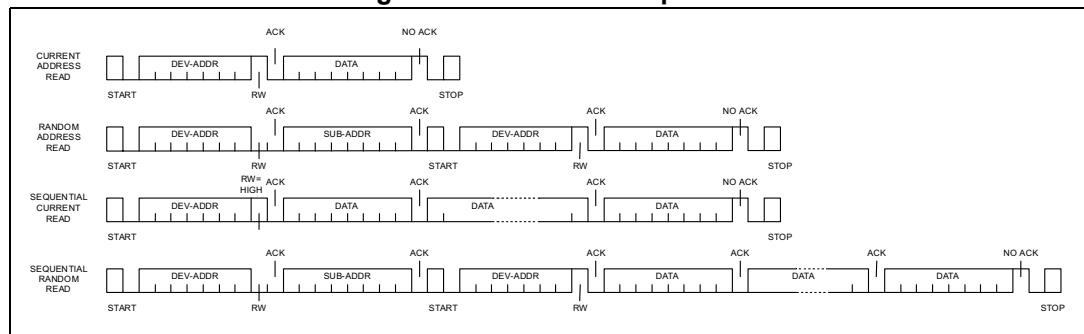 ACK NO ACK
CURRENT
ADDRESS
READ
DEV-ADDR DATA
START RW STOP
ACK ACK ACK NO ACK
RANDOM
ADDRESS
READ
DEV-ADDR SUB-ADDR DEV-ADDR DATA
START RW START RW STOP
RW=
HIGH
ACK ACK ACK NO ACK
SEQUENTIAL
CURRENT
READ
DEV-ADDR DATA DATA DATA
START STOP
ACK ACK ACK ACK ACK NO ACK
SEQUENTIAL
RANDOM
READ
DEV-ADDR SUB-ADDR DEV-ADDR DATA DATA DATA
START RW START RW STOP